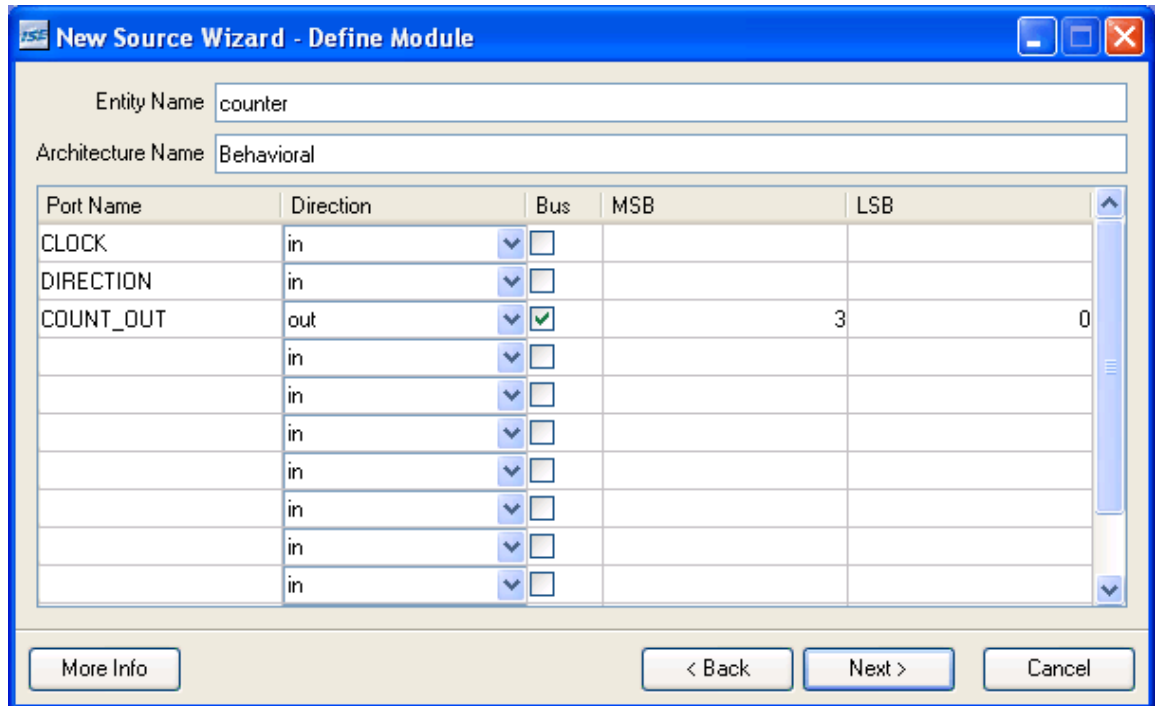 ISE New Source Wizard - Define Module
Entity Name counter
Architecture Name Behavioral
Port Name Direction Bus MSB LSB
CLOCK in
DIRECTION in
COUNT_OUT out 3 0
in
in
in
in
in
in
in
More Info < Back Next > Cancel